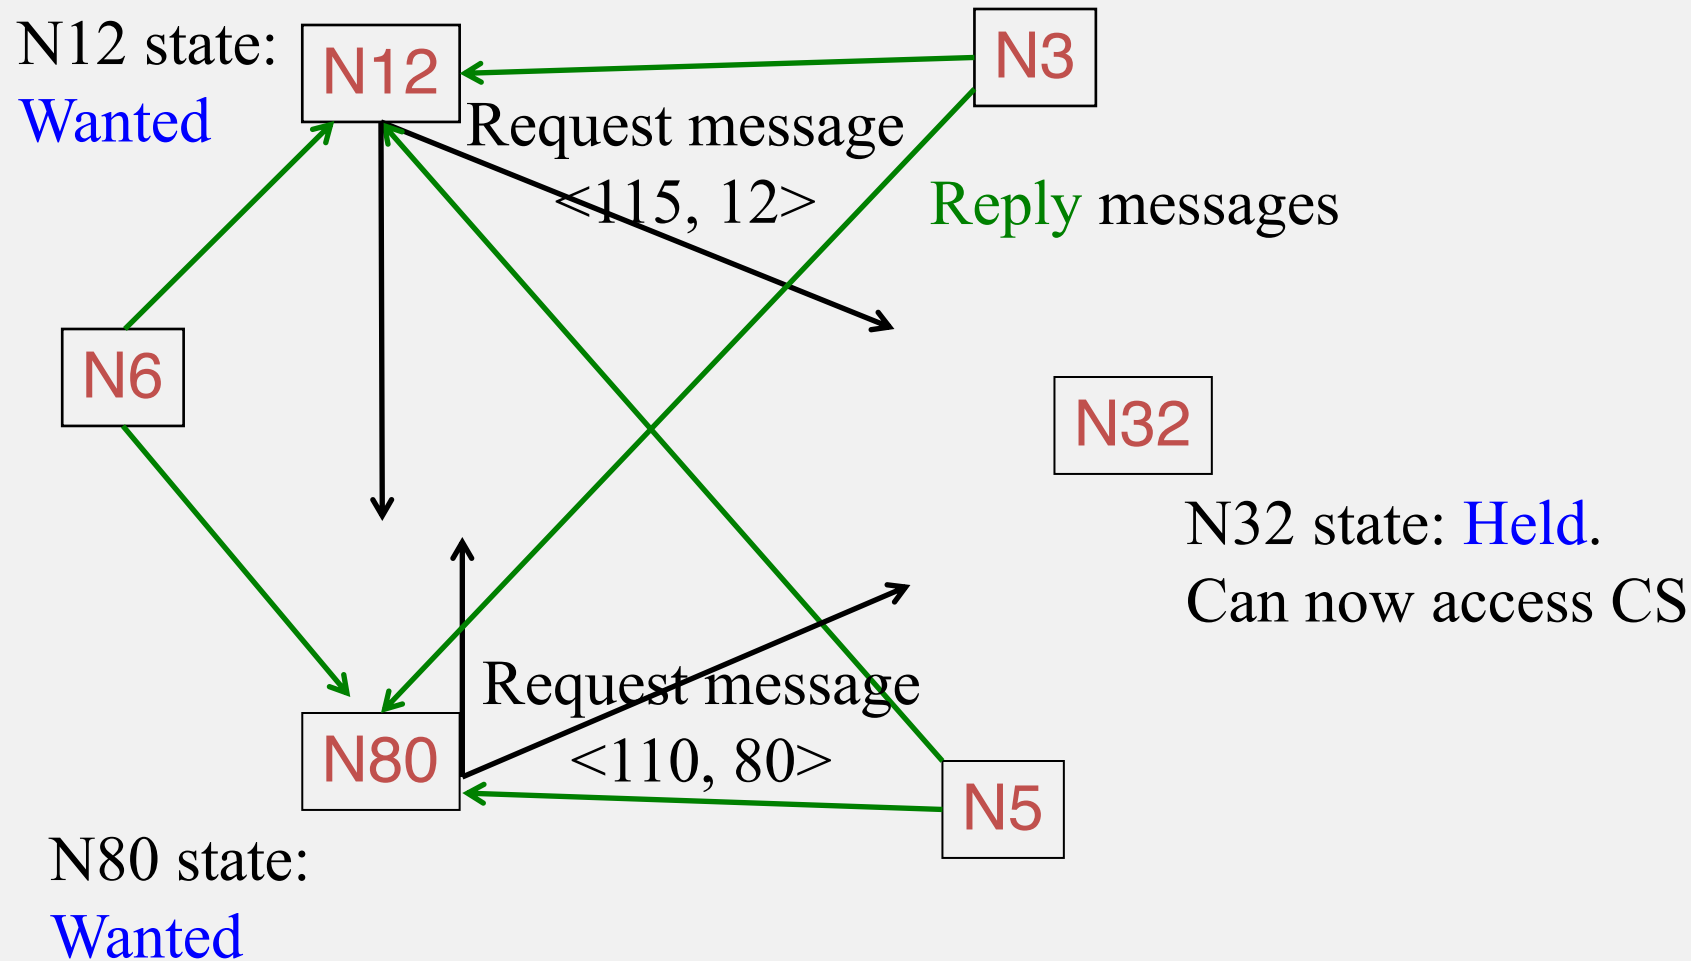 N12 state:
Wanted
N12
N3
Request message
<115, 12>
Reply messages
N6
N32
N32 state: Held.
Can now access CS
Request message
<110, 80>
N80
N5
N80 state:
Wanted